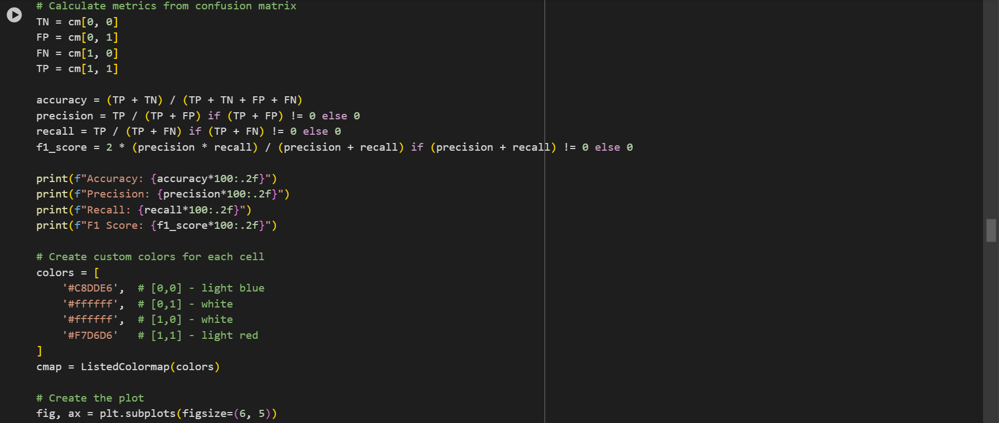 # Calculate metrics from confusion matrix
TN = cm[0, 0]
FP = cm[0, 1]
FN = cm[1, 0]
TP = cm[1, 1]

accuracy = (TP + TN) / (TP + TN + FP + FN)
precision = TP / (TP + FP) if (TP + FP) != 0 else 0
recall = TP / (TP + FN) if (TP + FN) != 0 else 0
f1_score = 2 * (precision * recall) / (precision + recall) if (precision + recall) != 0 else 0

print(f"Accuracy: {accuracy*100:.2f}")
print(f"Precision: {precision*100:.2f}")
print(f"Recall: {recall*100:.2f}")
print(f"F1 Score: {f1_score*100:.2f}")

# Create custom colors for each cell
colors = [
    '#C8DDE6',  # [0,0] - light blue
    '#ffffff',  # [0,1] - white
    '#ffffff',  # [1,0] - white
    '#F7D6D6'   # [1,1] - light red
]
cmap = ListedColormap(colors)

# Create the plot
fig, ax = plt.subplots(figsize=(6, 5))